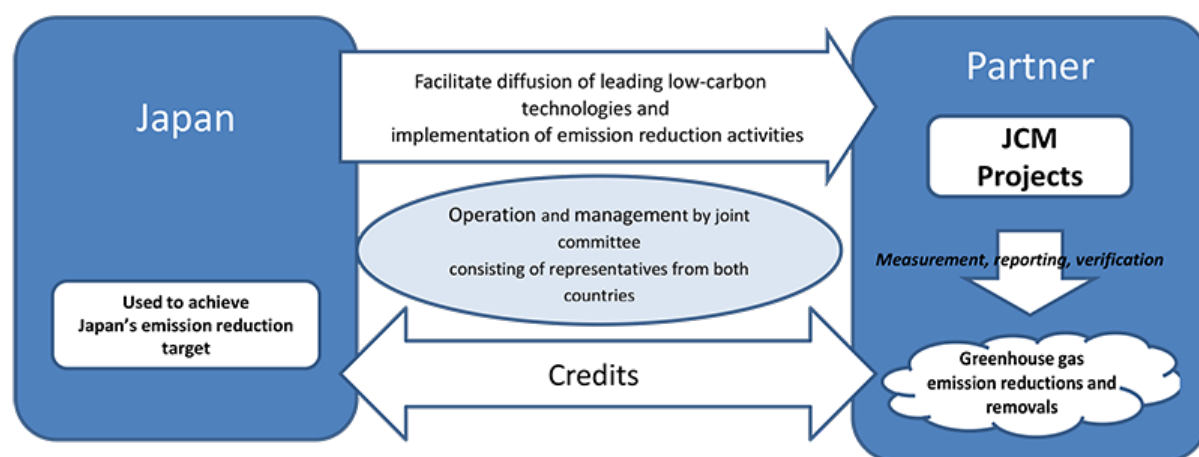 Japan
Facilitate diffusion of leading low-carbon
technologies and
implementation of emission reduction activities
Partner
JCM
Projects
Operation and management by joint
committee
consisting of representatives from both
countries
Measurement, reporting, verification
Used to achieve
Japan's emission reduction
target
Credits
Greenhouse gas
emission reductions and
removals